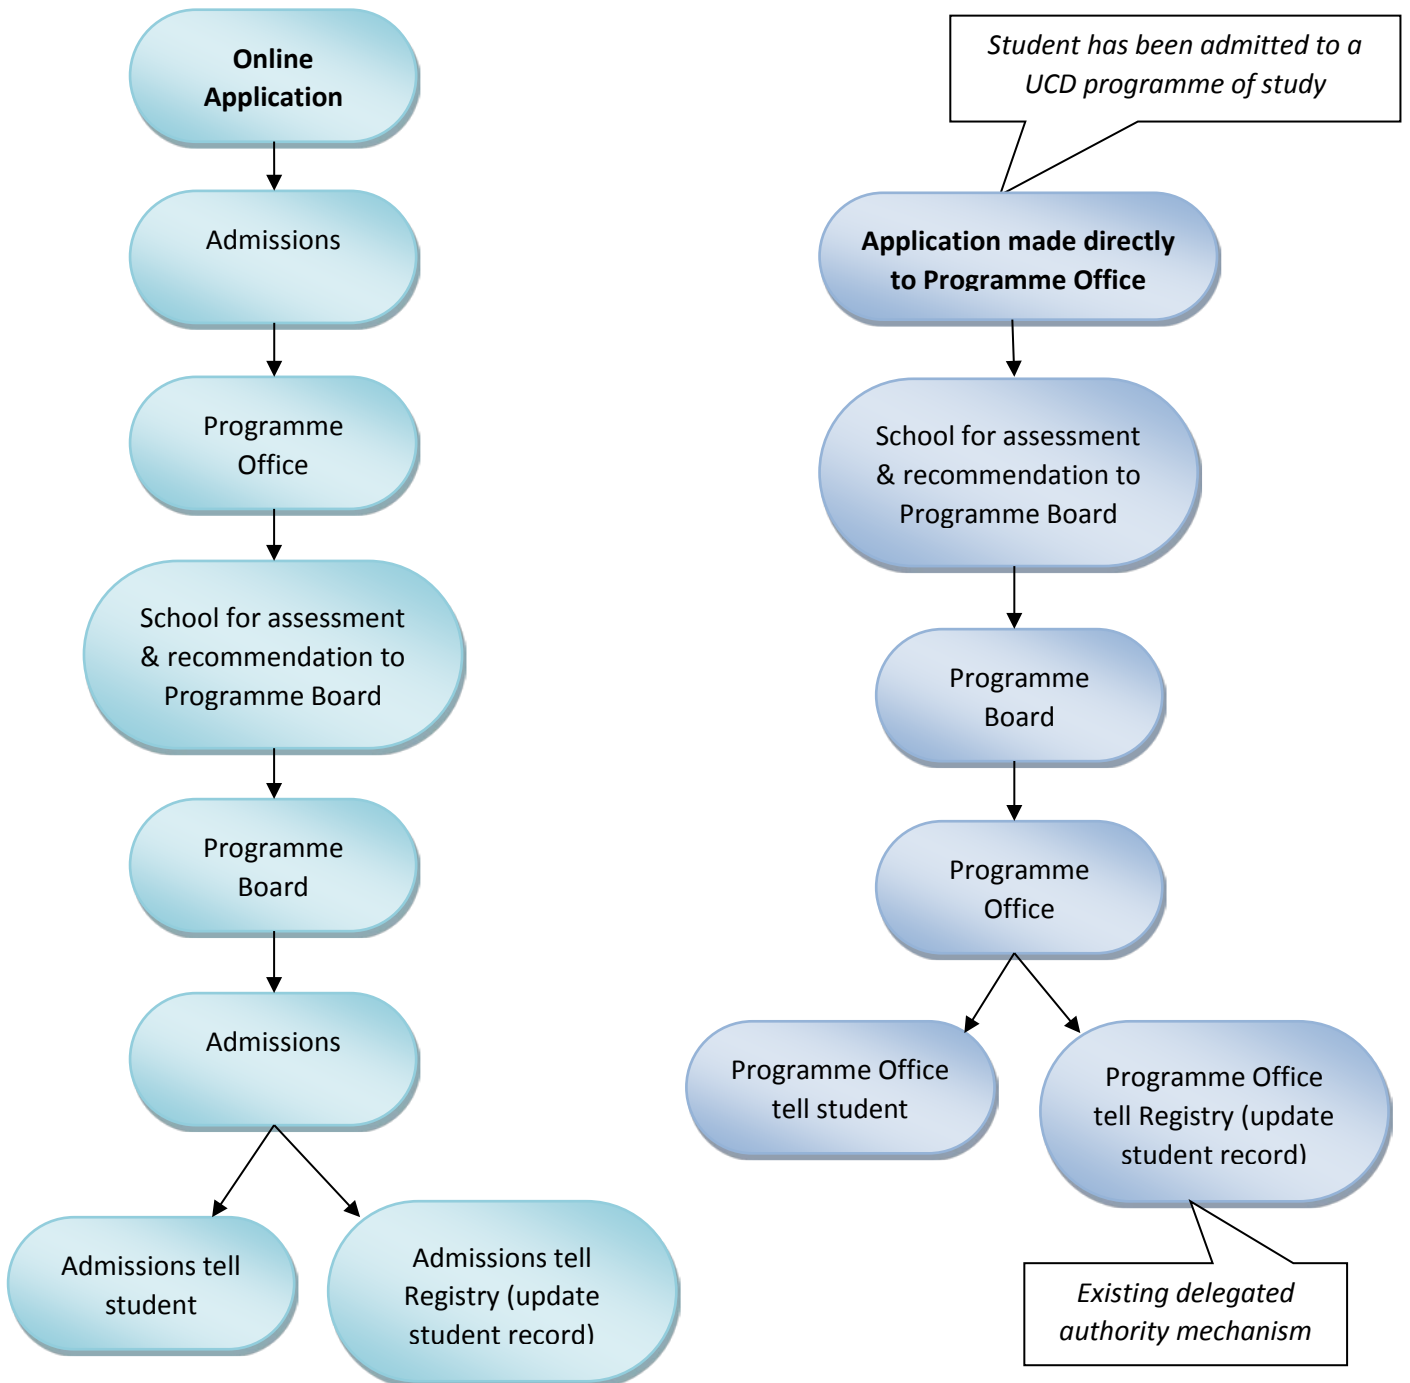 Online
Application
Admissions
Programme
Office
School for assessment
& recommendation to
Programme Board
Programme
Board
Admissions
Admissions tell
student
Admissions tell
Registry (update
student record)
Student has been admitted to a
UCD programme of study
Application made directly
to Programme Office
School for assessment
& recommendation to
Programme Board
Programme
Board
Programme
Office
Programme Office
tell student
Programme Office
tell Registry (update
student record)
Existing delegated
authority mechanism